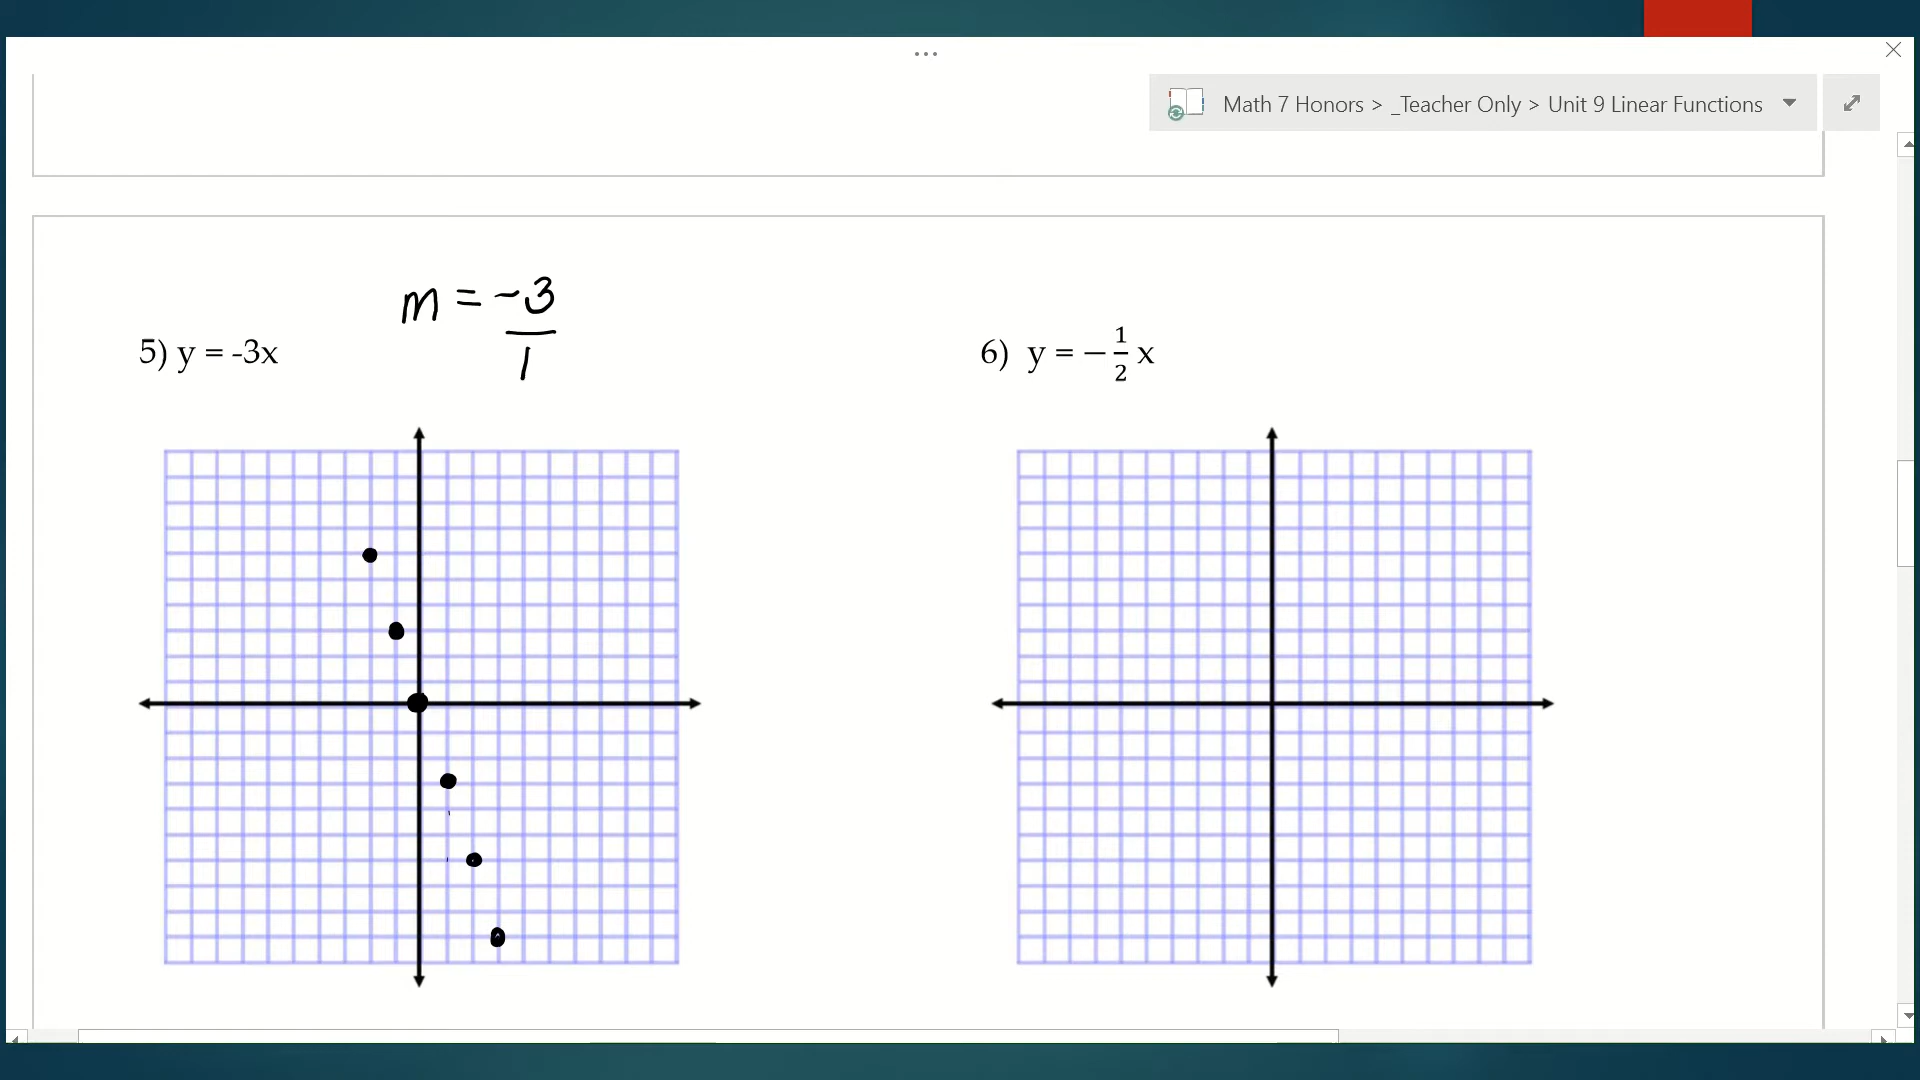 Math 7 Honors > _Teacher Only > Unit 9 Linear Functions
m = -3/1
5) y = -3x
6) y = −1/2 x